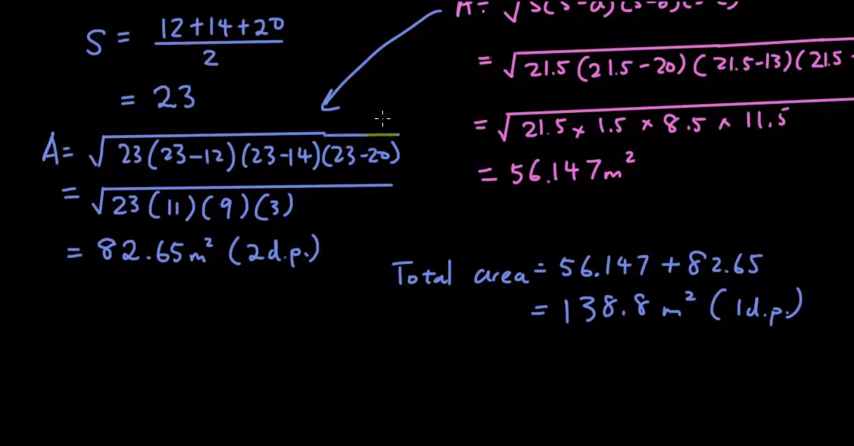 S = 12+14+20 / 2
= 23
A= √23(23-12)(23-14)(23-20)
= √23(11)(9)(3)
= 82.65m² (2d.p.)
= √21.5(21.5-20)(21.5-13)(21.5
= √21.5 × 1.5 × 8.5 × 11.5
= 56.147m²
Total area = 56.147 + 82.65
= 138.8 m² (1d.p.)